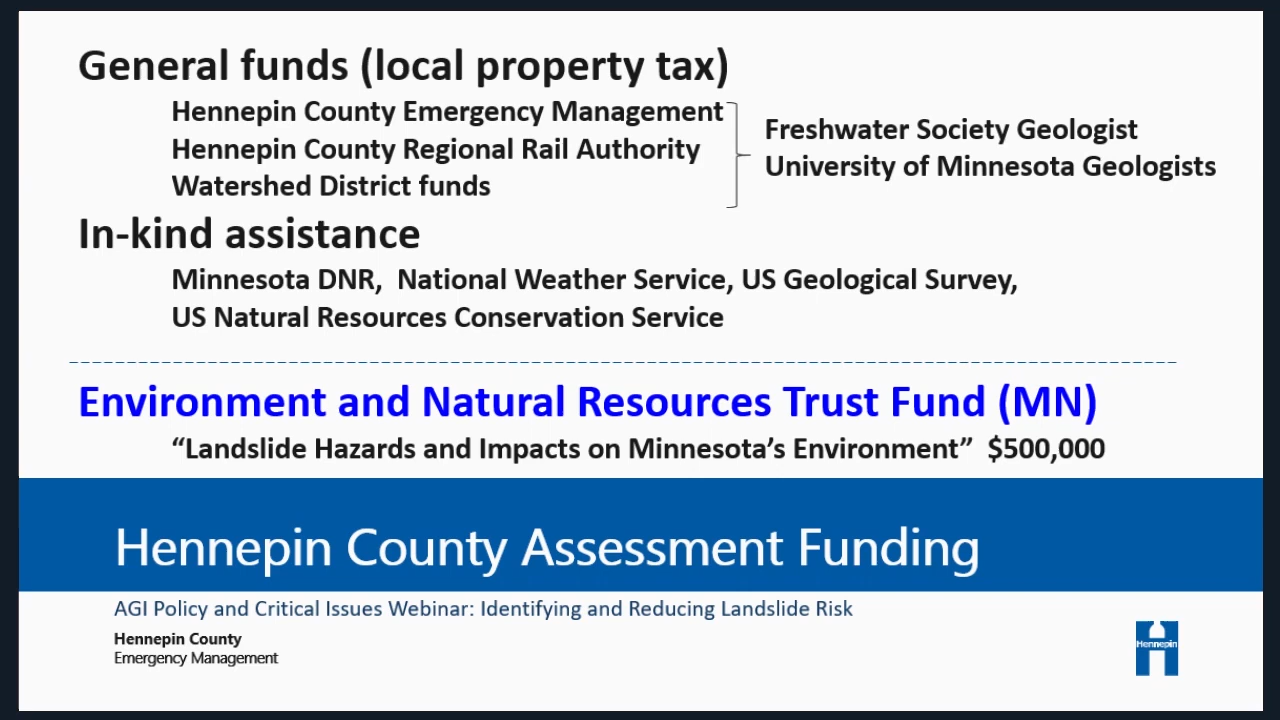 General funds (local property tax)
Hennepin County Emergency Management
Hennepin County Regional Rail Authority
Watershed District funds
Freshwater Society Geologist
University of Minnesota Geologists
In-kind assistance
Minnesota DNR,  National Weather Service, US Geological Survey,
US Natural Resources Conservation Service
Environment and Natural Resources Trust Fund (MN)
“Landslide Hazards and Impacts on Minnesota’s Environment”  $500,000
Hennepin County Assessment Funding
AGI Policy and Critical Issues Webinar: Identifying and Reducing Landslide Risk
Hennepin County
Emergency Management
Hennepin